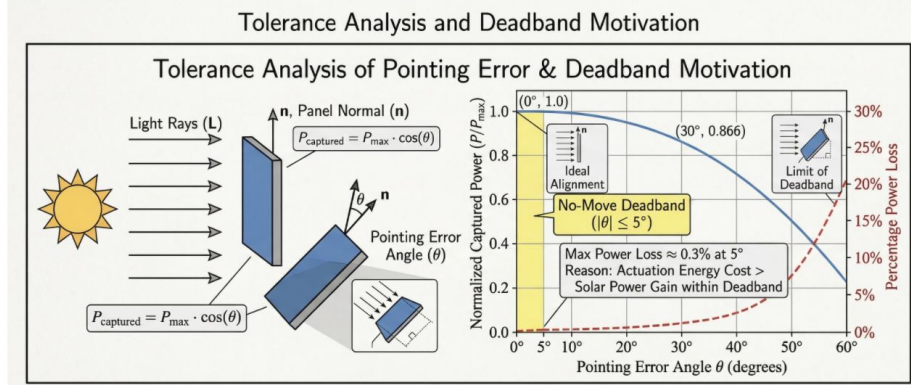 Tolerance Analysis and Deadband Motivation
Tolerance Analysis of Pointing Error & Deadband Motivation
Light Rays (L)
n, Panel Normal (n)
P_captured = P_max · cos(θ)
θ
n
Pointing Error
Angle (θ)
P_captured = P_max · cos(θ)
Normalized Captured Power (P/P_max)
1.0
0.8
0.6
0.4
0.2
0.0
(0°, 1.0)
n
Ideal
Alignment
(30°, 0.866)
n
Limit of
Deadband
No-Move Deadband
(|θ| ≤ 5°)
Max Power Loss ≈ 0.3% at 5°
Reason: Actuation Energy Cost >
Solar Power Gain within Deadband
30%
25%
20%
15%
10%
5%
0%
Percentage Power Loss
0° 5° 10° 20° 30° 40° 50° 60°
Pointing Error Angle θ (degrees)